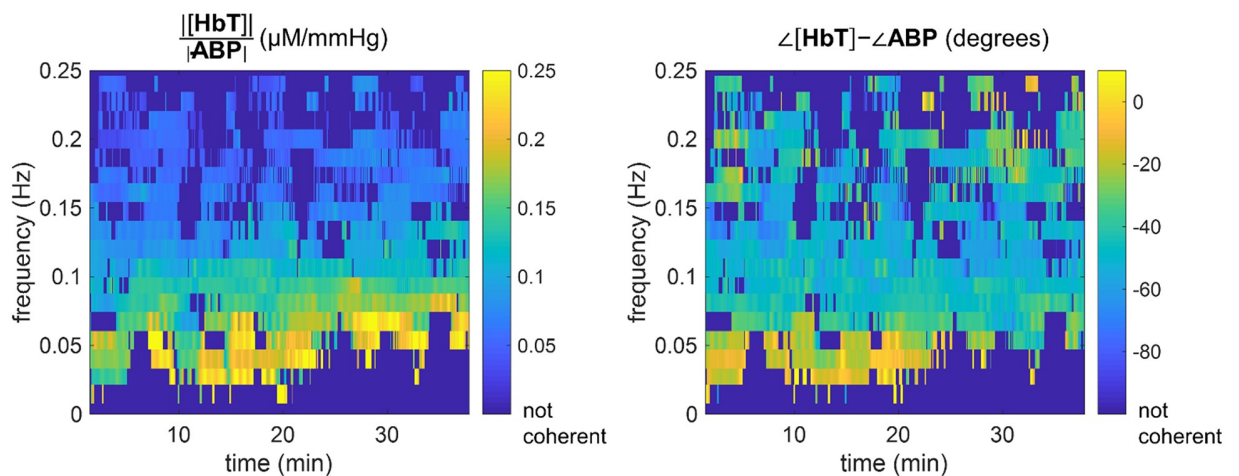 |[HbT]|
|ABP|
(µM/mmHg)
0.25
0.2
0.15
0.1
0.05
0
frequency (Hz)
10
20
30
time (min)
0.25
0.2
0.15
0.1
0.05
not
coherent
∠[HbT]−∠ABP (degrees)
0.25
0.2
0.15
0.1
0.05
0
frequency (Hz)
10
20
30
time (min)
0
-20
-40
-60
-80
not
coherent